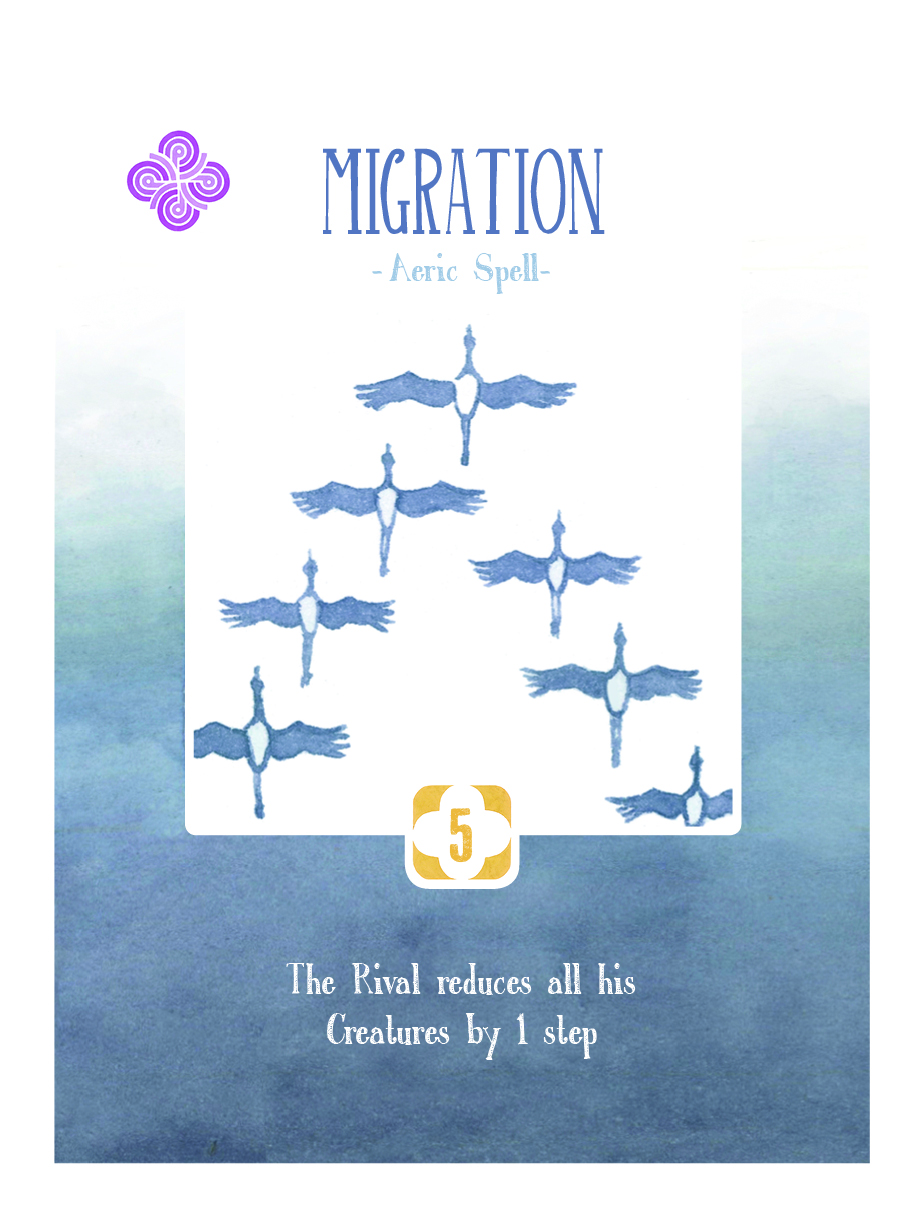 MIGRATION
-Aeric Spell-
5
The Rival reduces all his
Creatures by 1 step